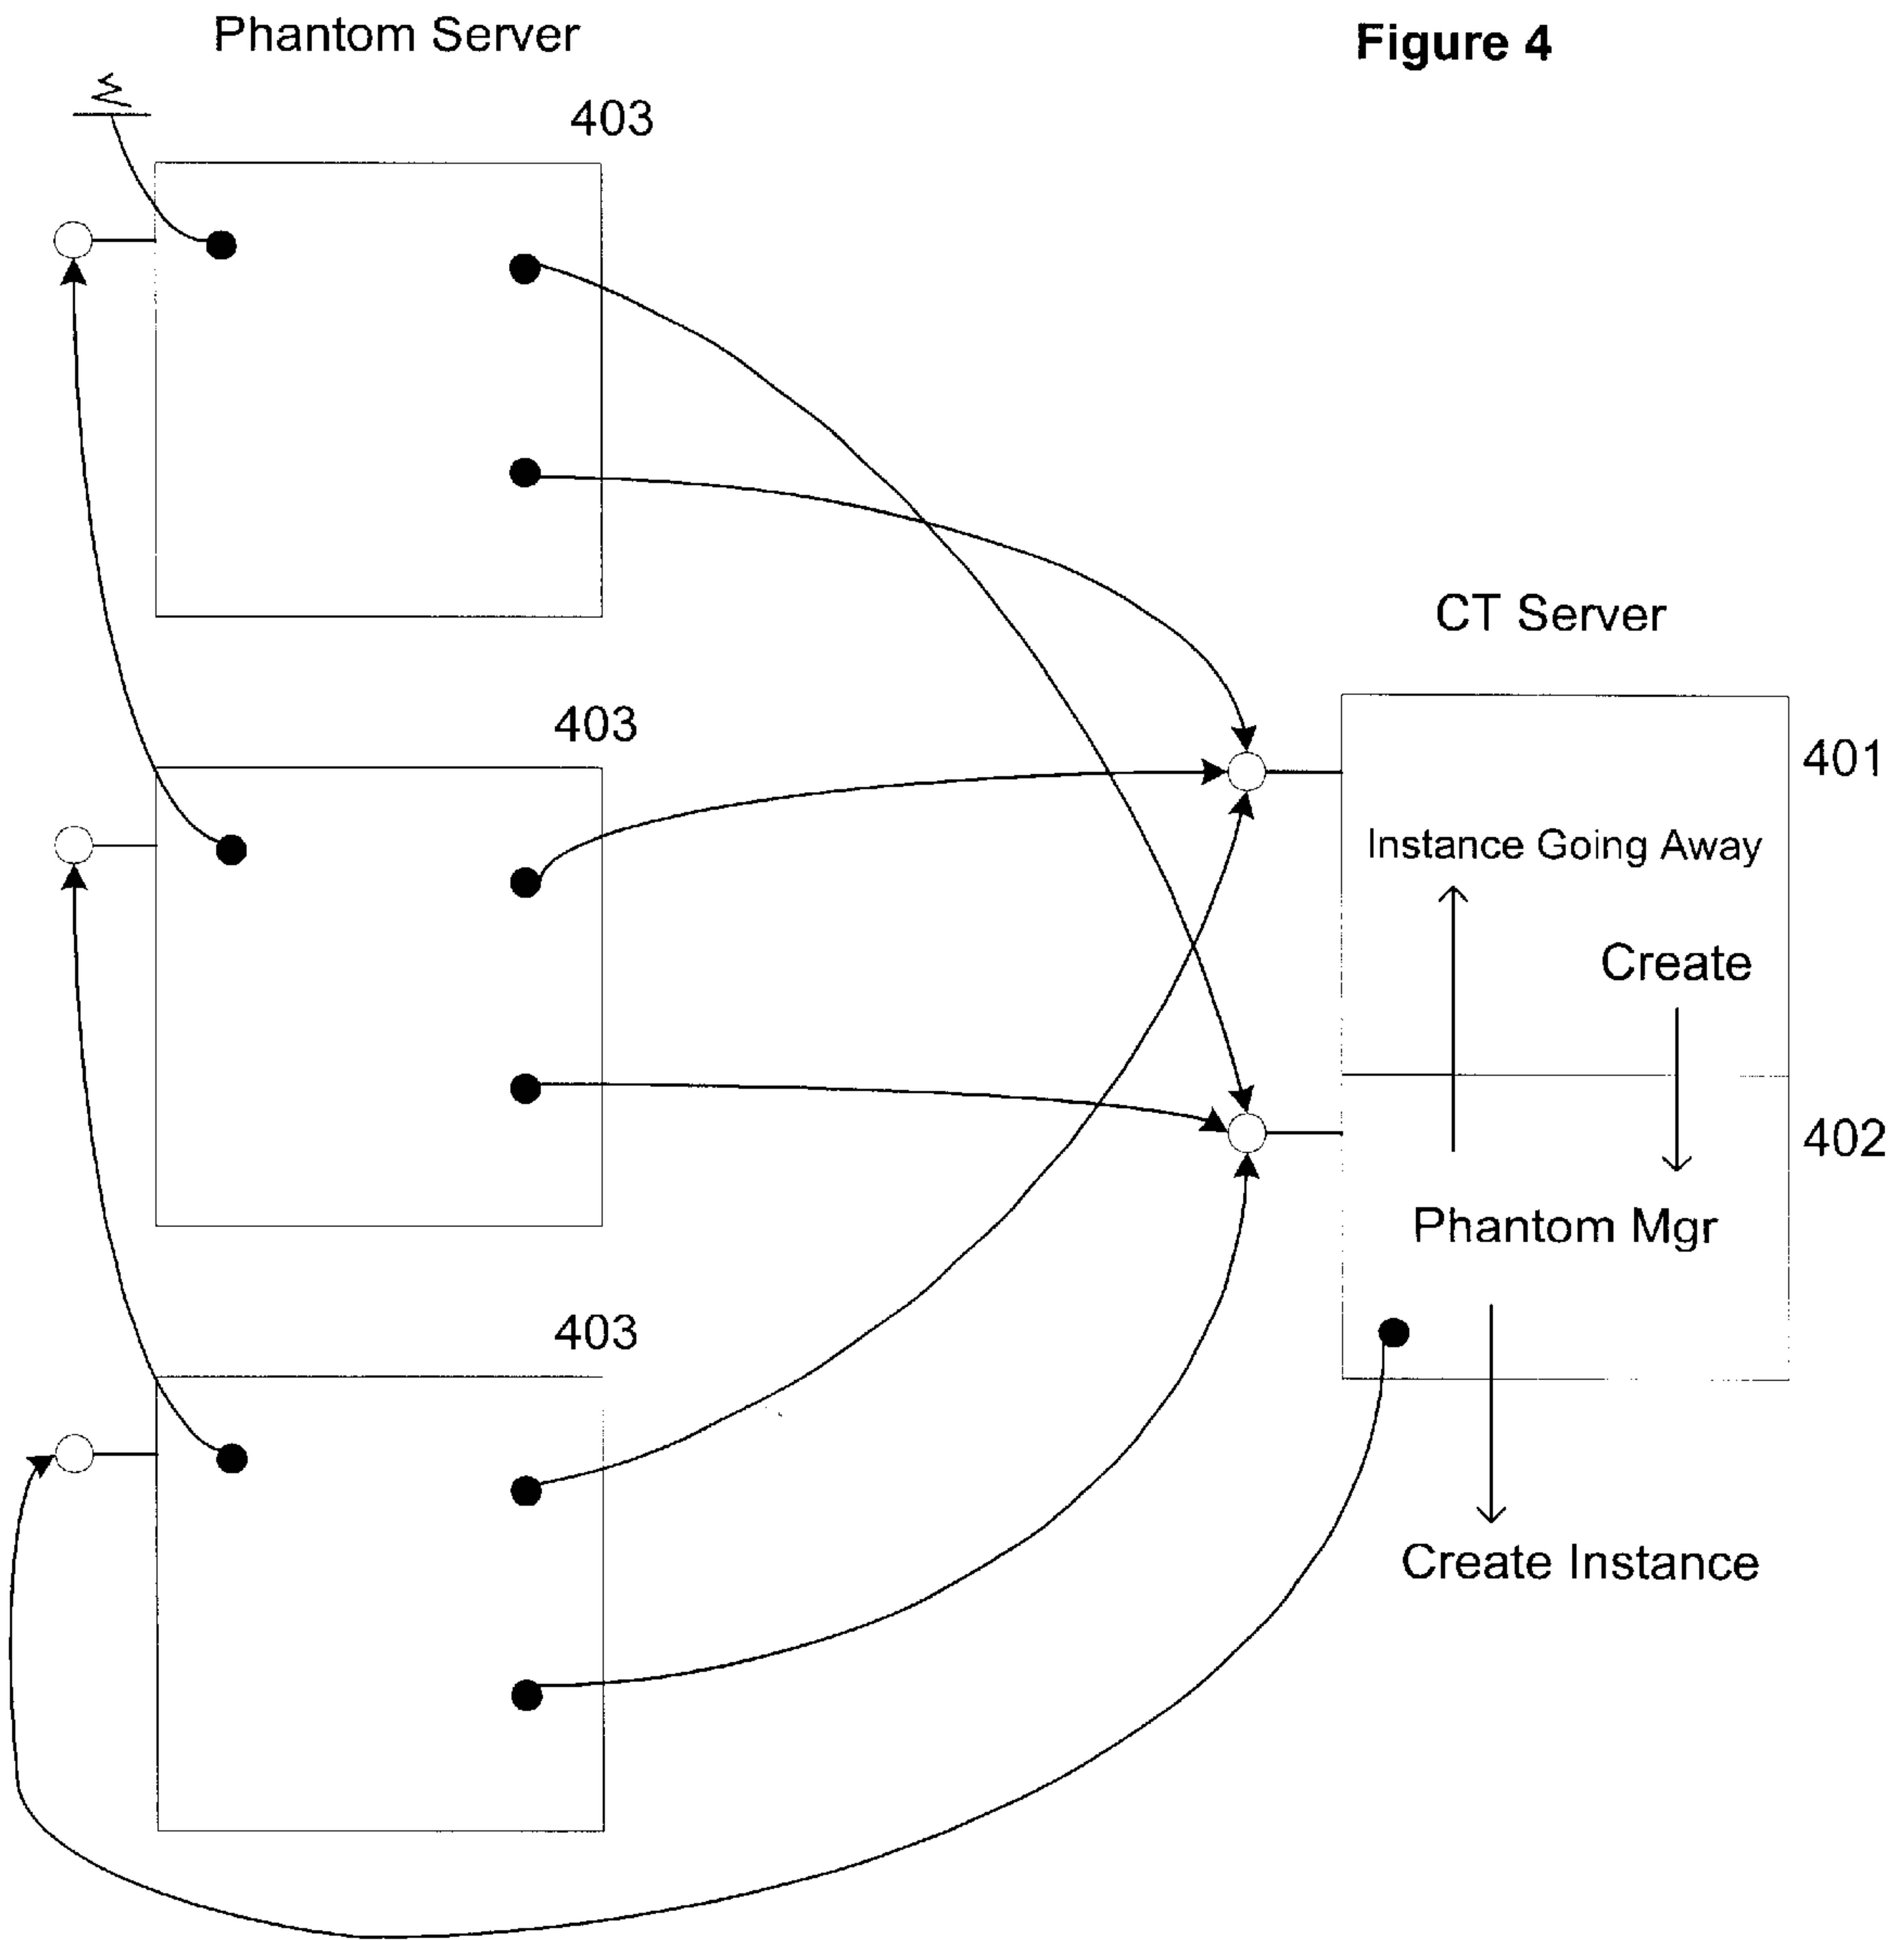 Phantom Server
Figure 4
403
CT Server
403
401
Instance Going Away
Create
402
Phantom Mgr
403
Create Instance